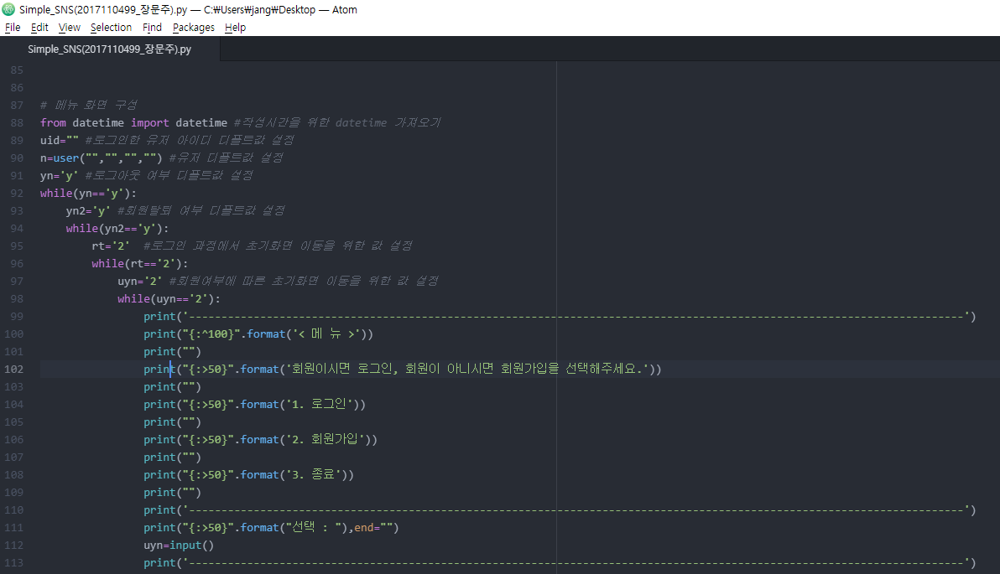 Simple_SNS(2017110499_장문주).py — C:₩Users₩jang₩Desktop — Atom
File Edit View Selection Find Packages Help
Simple_SNS(2017110499_장문주).py
85
86
87 # 메뉴 화면 구성
88 from datetime import datetime #작성시간을 위한 datetime 가져오기
89 uid="" #로그인한 유저 아이디 디폴트값 설정
90 n=user("","","","") #유저 디폴트값 설정
91 yn='y' #로그아웃 여부 디폴트값 설정
92 while(yn=='y'):
93 yn2='y' #회원탈퇴 여부 디폴트값 설정
94 while(yn2=='y'):
95 rt='2' #로그인 과정에서 초기화면 이동을 위한 값 설정
96 while(rt=='2'):
97 uyn='2' #회원여부에 따른 초기화면 이동을 위한 값 설정
98 while(uyn=='2'):
99 print('------------------------------------------------------------------------------------------------------------------------')
100 print("{:^100}".format('< 메 뉴 >'))
101 print("")
102 print("{:>50}".format('회원이시면 로그인, 회원이 아니시면 회원가입을 선택해주세요.'))
103 print("")
104 print("{:>50}".format('1. 로그인'))
105 print("")
106 print("{:>50}".format('2. 회원가입'))
107 print("")
108 print("{:>50}".format('3. 종료'))
109 print("")
110 print('------------------------------------------------------------------------------------------------------------------------')
111 print("{:>50}".format("선택 : "),end="")
112 uyn=input()
113 print('------------------------------------------------------------------------------------------------------------------------')